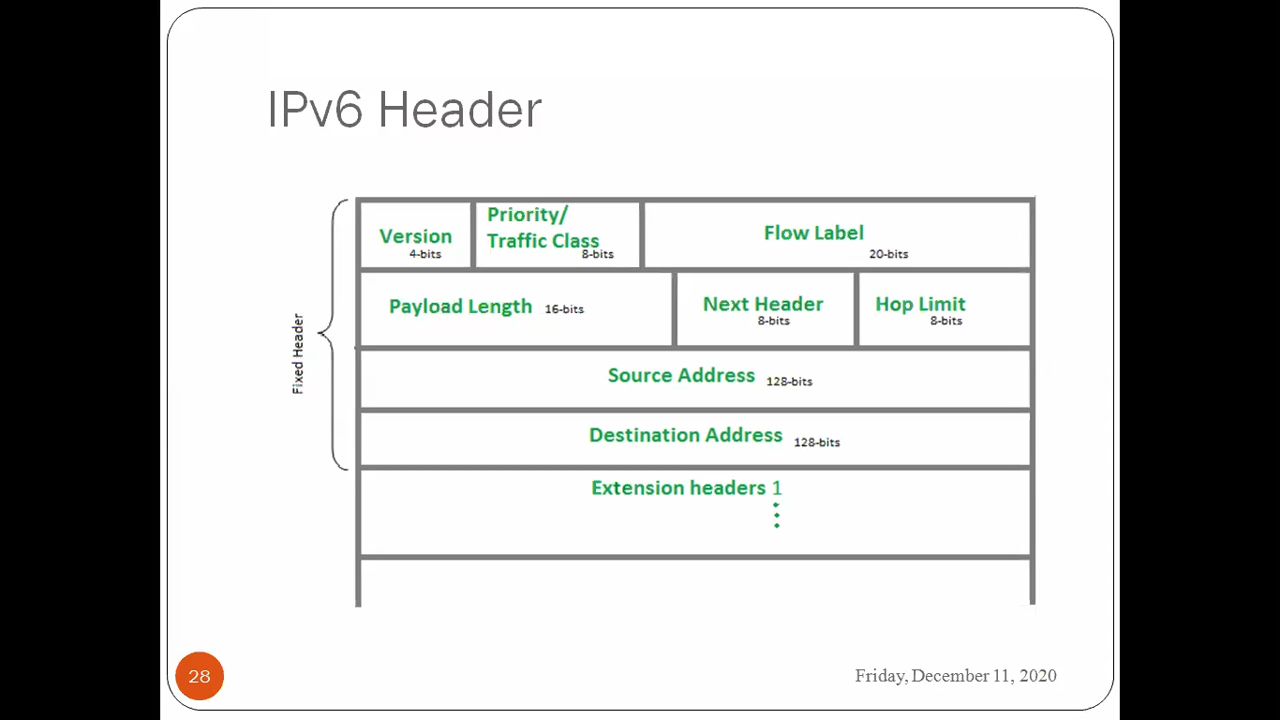 IPv6 Header
Priority/
Version
Traffic Class
Flow Label
4-bits
8-bits
20-bits
Payload Length 16-bits
Next Header
8-bits
Hop Limit
8-bits
Fixed Header
Source Address 128-bits
Destination Address 128-bits
Extension headers 1
28
Friday, December 11, 2020